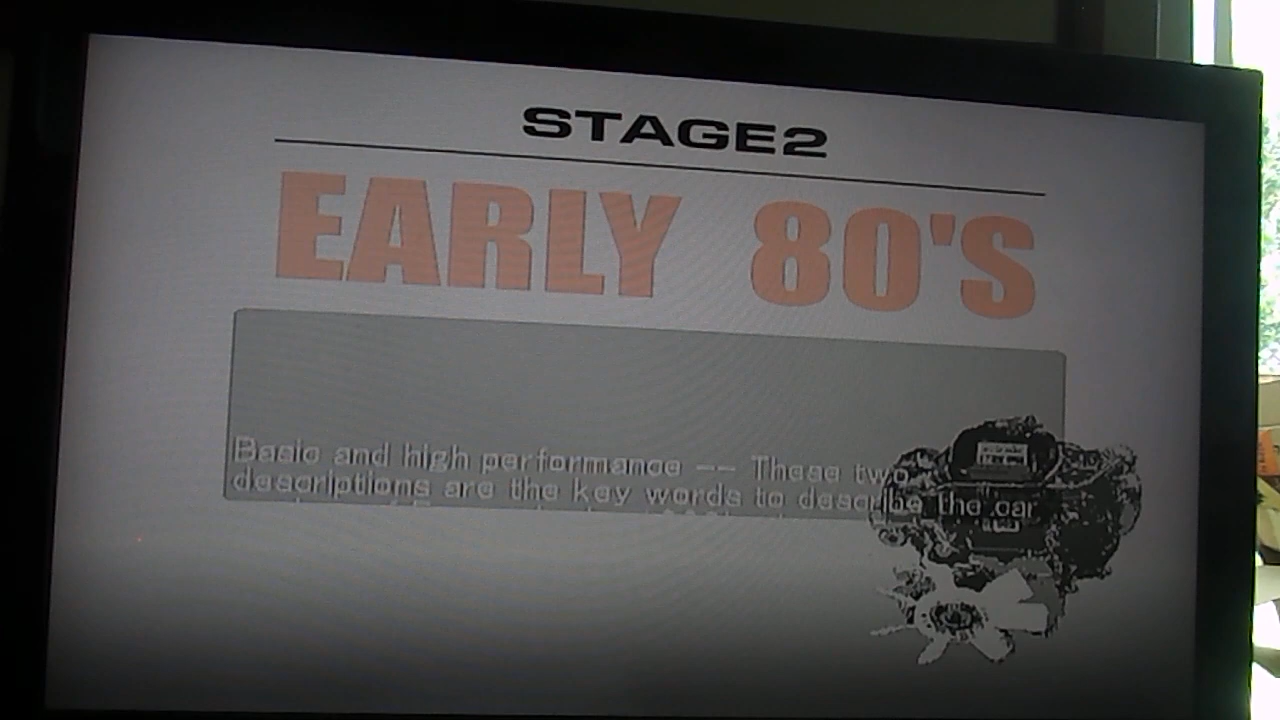 STAGE2
EARLY 80'S
Basic and high performance -- These two
descriptions are the key words to describe the car